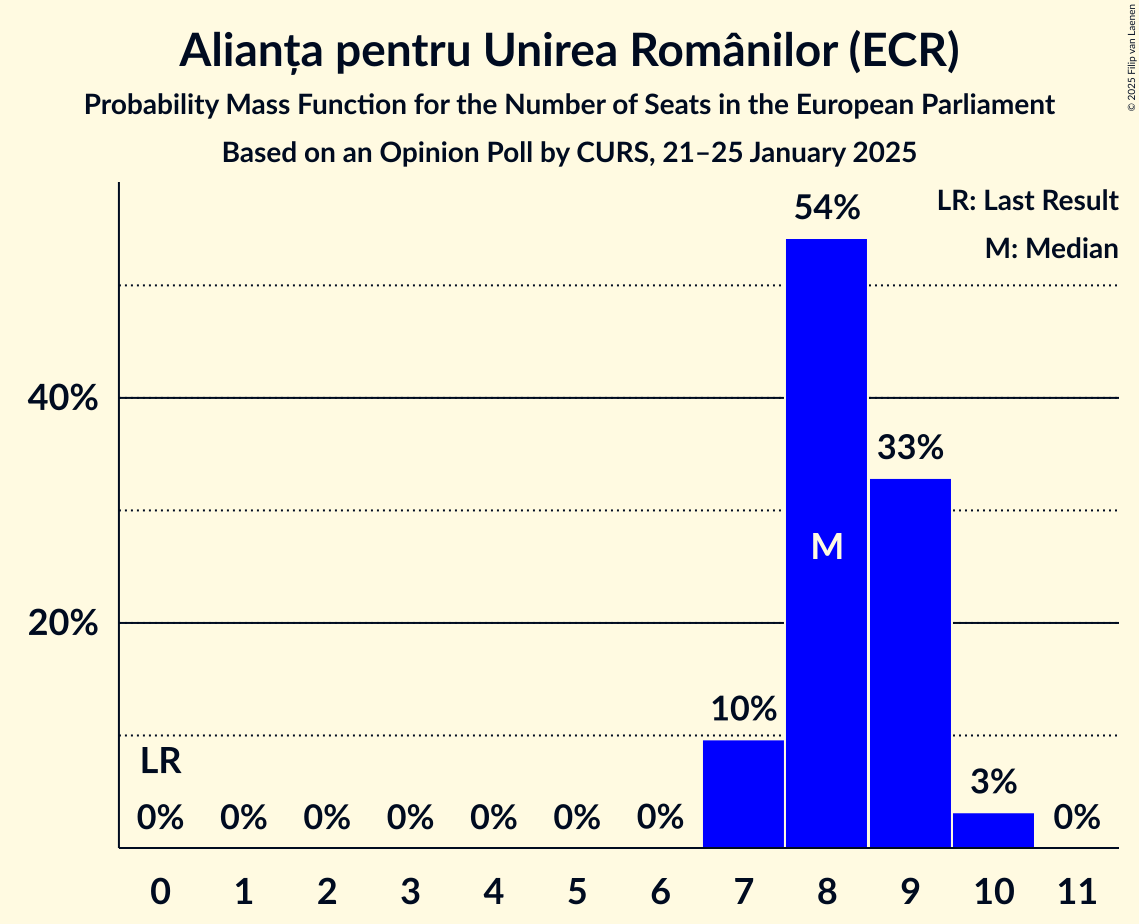 Alianța pentru Unirea Românilor (ECR)
Probability Mass Function for the Number of Seats in the European Parliament
Based on an Opinion Poll by CURS, 21–25 January 2025
© 2025 Filip van Laenen
LR: Last Result
M: Median
54%
40%
33%
M
20%
10%
LR
3%
0% 0% 0% 0% 0% 0% 0% 0%
0 1 2 3 4 5 6 7 8 9 10 11